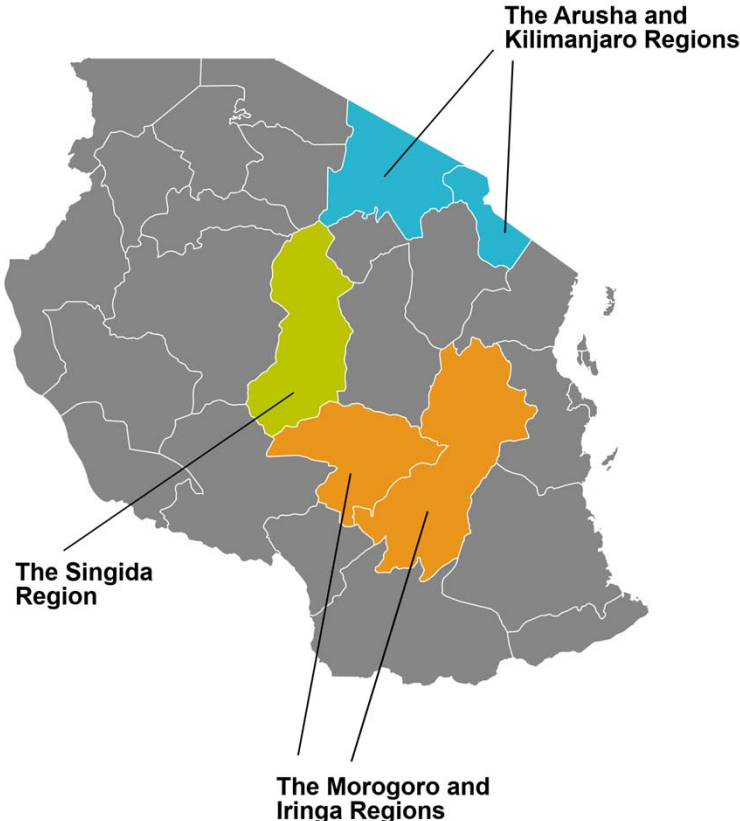 The Arusha and
Kilimanjaro Regions
The Singida
Region
The Morogoro and
Iringa Regions